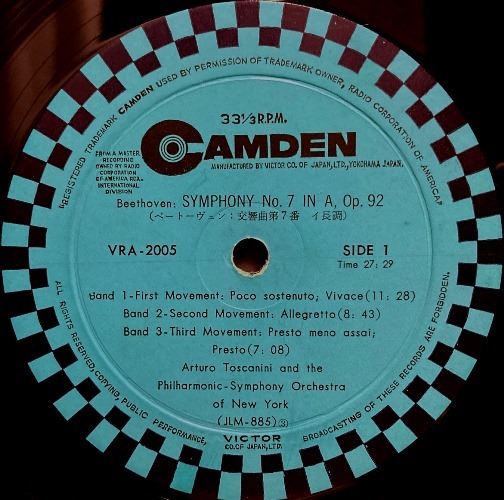 "REGISTERED TRADEMARK CAMDEN USED BY PERMISSION OF TRADEMARK OWNER, RADIO CORPORATION OF AMERICA"
33⅓R.P.M.
CAMDEN
MANUFACTURED BY VICTOR CO. OF JAPAN, LTD., YOKOHAMA JAPAN.
FROM A MASTER
RECORDING
OWNED BY RADIO
CORPORATION
OF AMERICA RCA.
INTERNATIONAL
DIVISION
Beethoven: SYMPHONY No. 7 IN A, Op. 92
(ベートーヴェン:交響曲第7番 イ長調)
VRA-2005
SIDE 1
Time 27: 29
Band 1-First Movement: Poco sostenuto; Vivace(11: 28)
Band 2-Second Movement: Allegretto(8: 43)
Band 3-Third Movement: Presto meno assai;
Presto(7: 08)
Arturo Toscanini and the
Philharmonic-Symphony Orchestra
of New York
(JLM-885)③
VICTOR
CO. OF JAPAN, LTD.
ALL RIGHTS RESERVED, COPYING, PUBLIC PERFORMANCE,
BROADCASTING OF THESE RECORDS ARE FORBIDDEN.